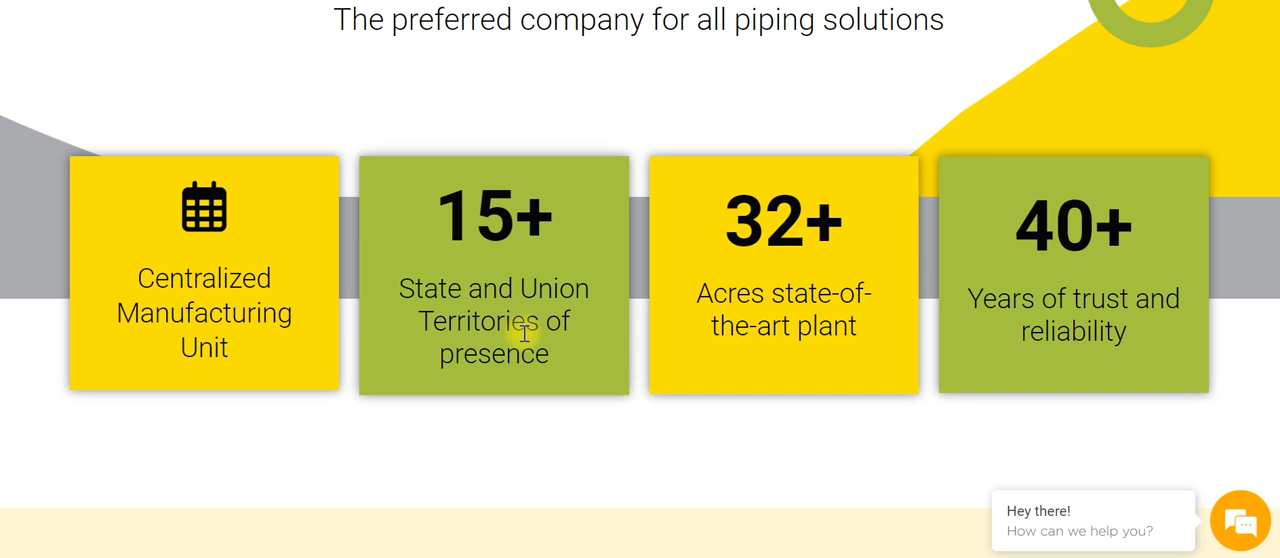 The preferred company for all piping solutions
Centralized
Manufacturing
Unit
15+
State and Union
Territories of
presence
32+
Acres state-of-
the-art plant
40+
Years of trust and
reliability
Hey there!
How can we help you?